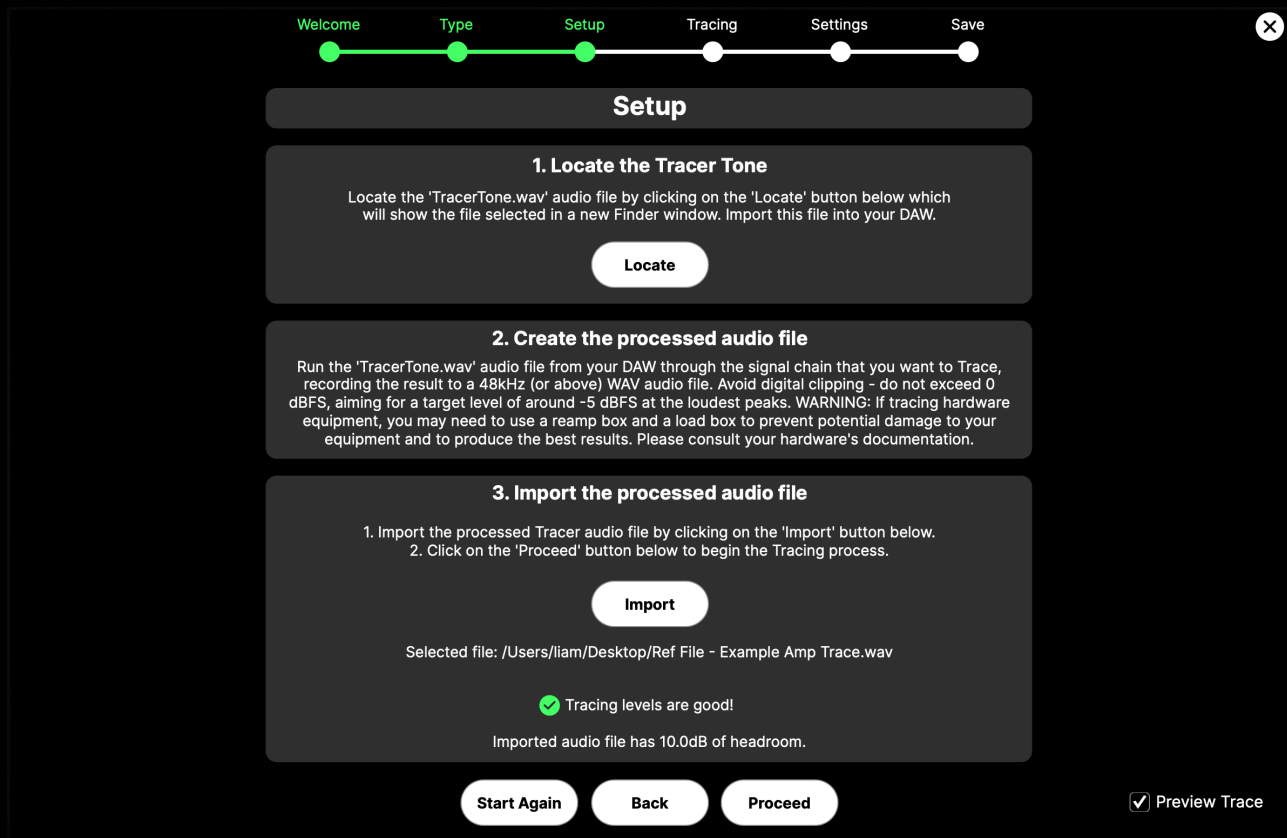 Welcome Type Setup Tracing Settings Save
Setup
1. Locate the Tracer Tone
Locate the 'TracerTone.wav' audio file by clicking on the 'Locate' button below which
will show the file selected in a new Finder window. Import this file into your DAW.
Locate
2. Create the processed audio file
Run the 'TracerTone.wav' audio file from your DAW through the signal chain that you want to Trace,
recording the result to a 48kHz (or above) WAV audio file. Avoid digital clipping - do not exceed 0
dBFS, aiming for a target level of around -5 dBFS at the loudest peaks. WARNING: If tracing hardware
equipment, you may need to use a reamp box and a load box to prevent potential damage to your
equipment and to produce the best results. Please consult your hardware's documentation.
3. Import the processed audio file
1. Import the processed Tracer audio file by clicking on the 'Import' button below.
2. Click on the 'Proceed' button below to begin the Tracing process.
Import
Selected file: /Users/liam/Desktop/Ref File - Example Amp Trace.wav
Tracing levels are good!
Imported audio file has 10.0dB of headroom.
Start Again Back Proceed
Preview Trace